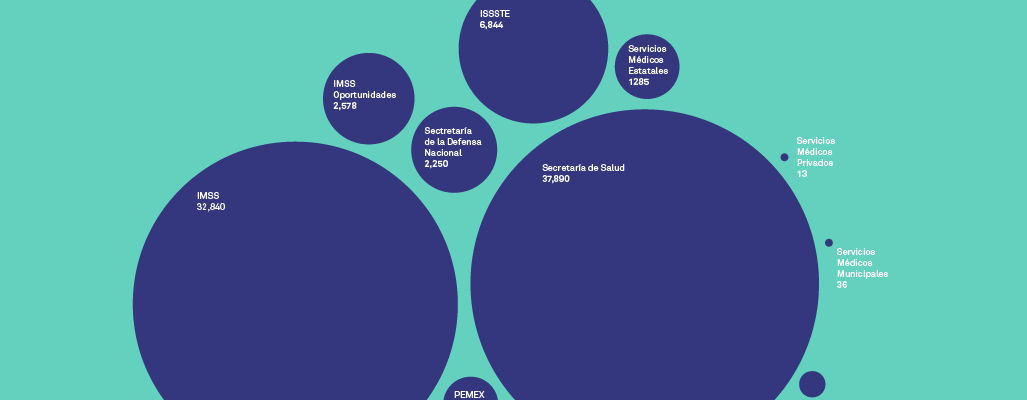 ISSSTE
6,844
Servicios
Médicos
Estatales
1285
IMSS
Oportunidades
2,578
Sectretaría
de la Defensa
Nacional
2,250
Servicios
Médicos
Privados
13
Secretaría de Salud
37,890
IMSS
32,840
Servicios
Médicos
Municipales
36
PEMEX